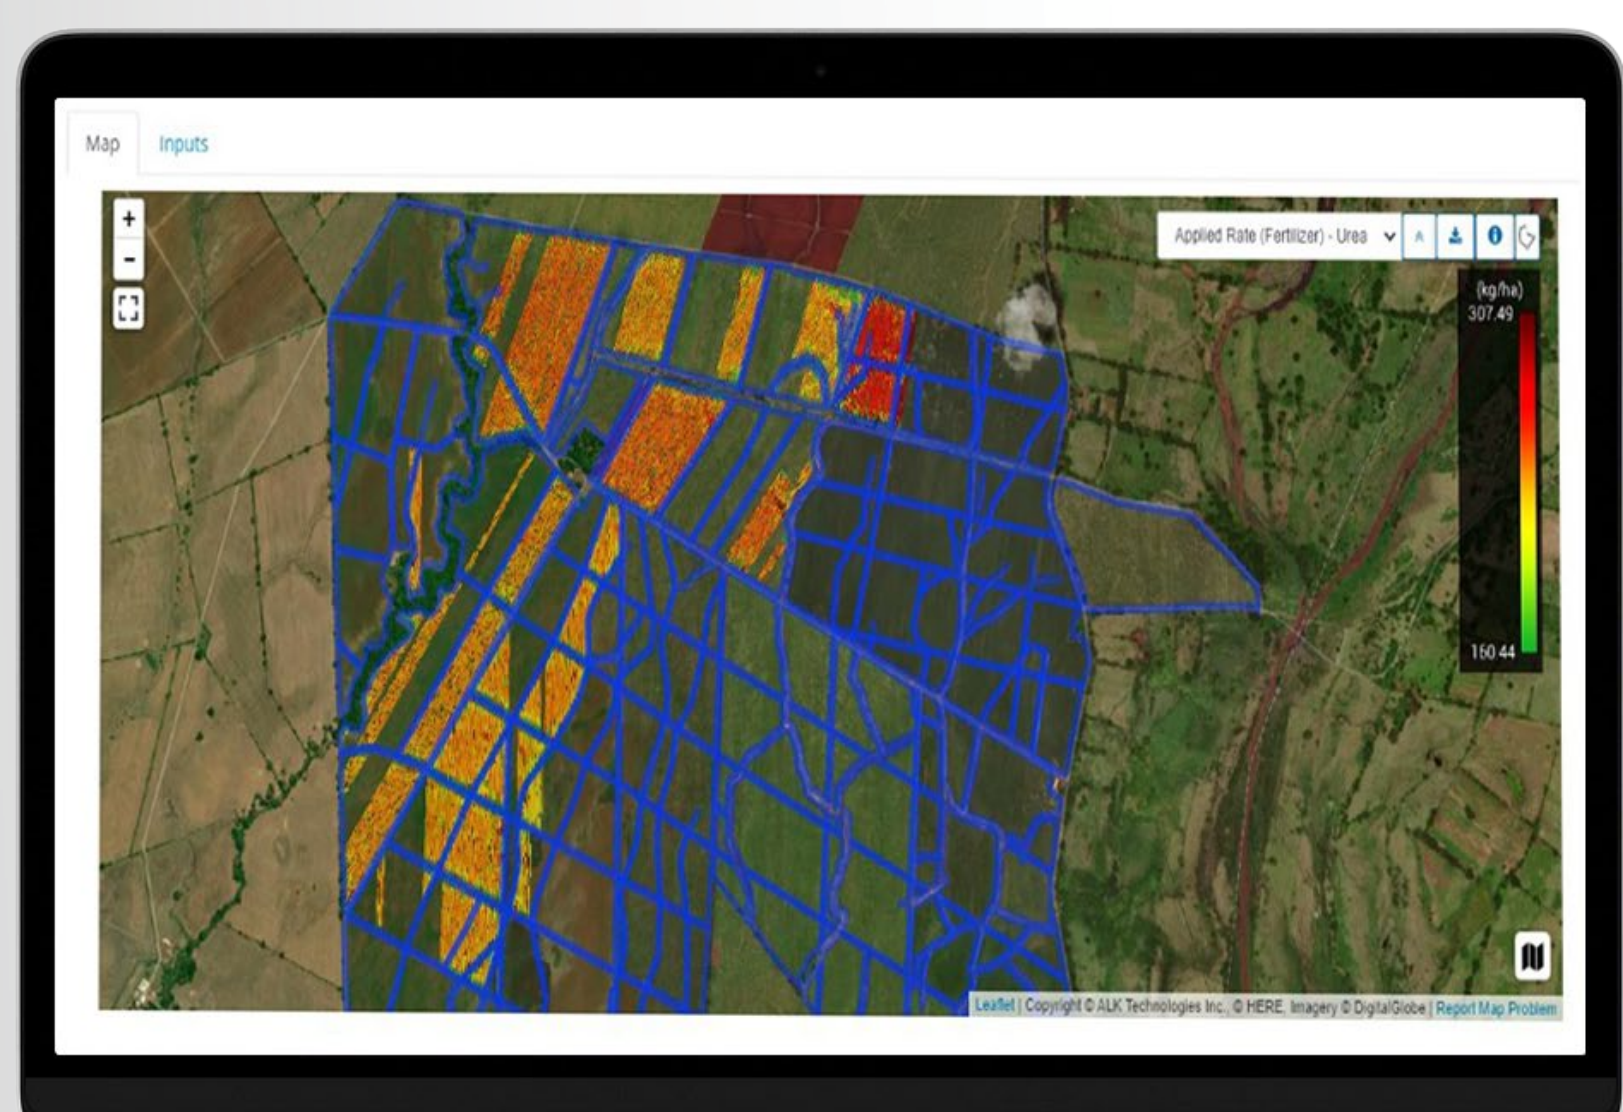 Map Inputs
+
−
Applied Rate (Fertilizer) - Urea
(kg/ha)
307.49
160.44
Leaflet | Copyright © ALK Technologies Inc., © HERE, Imagery © DigitalGlobe | Report Map Problem